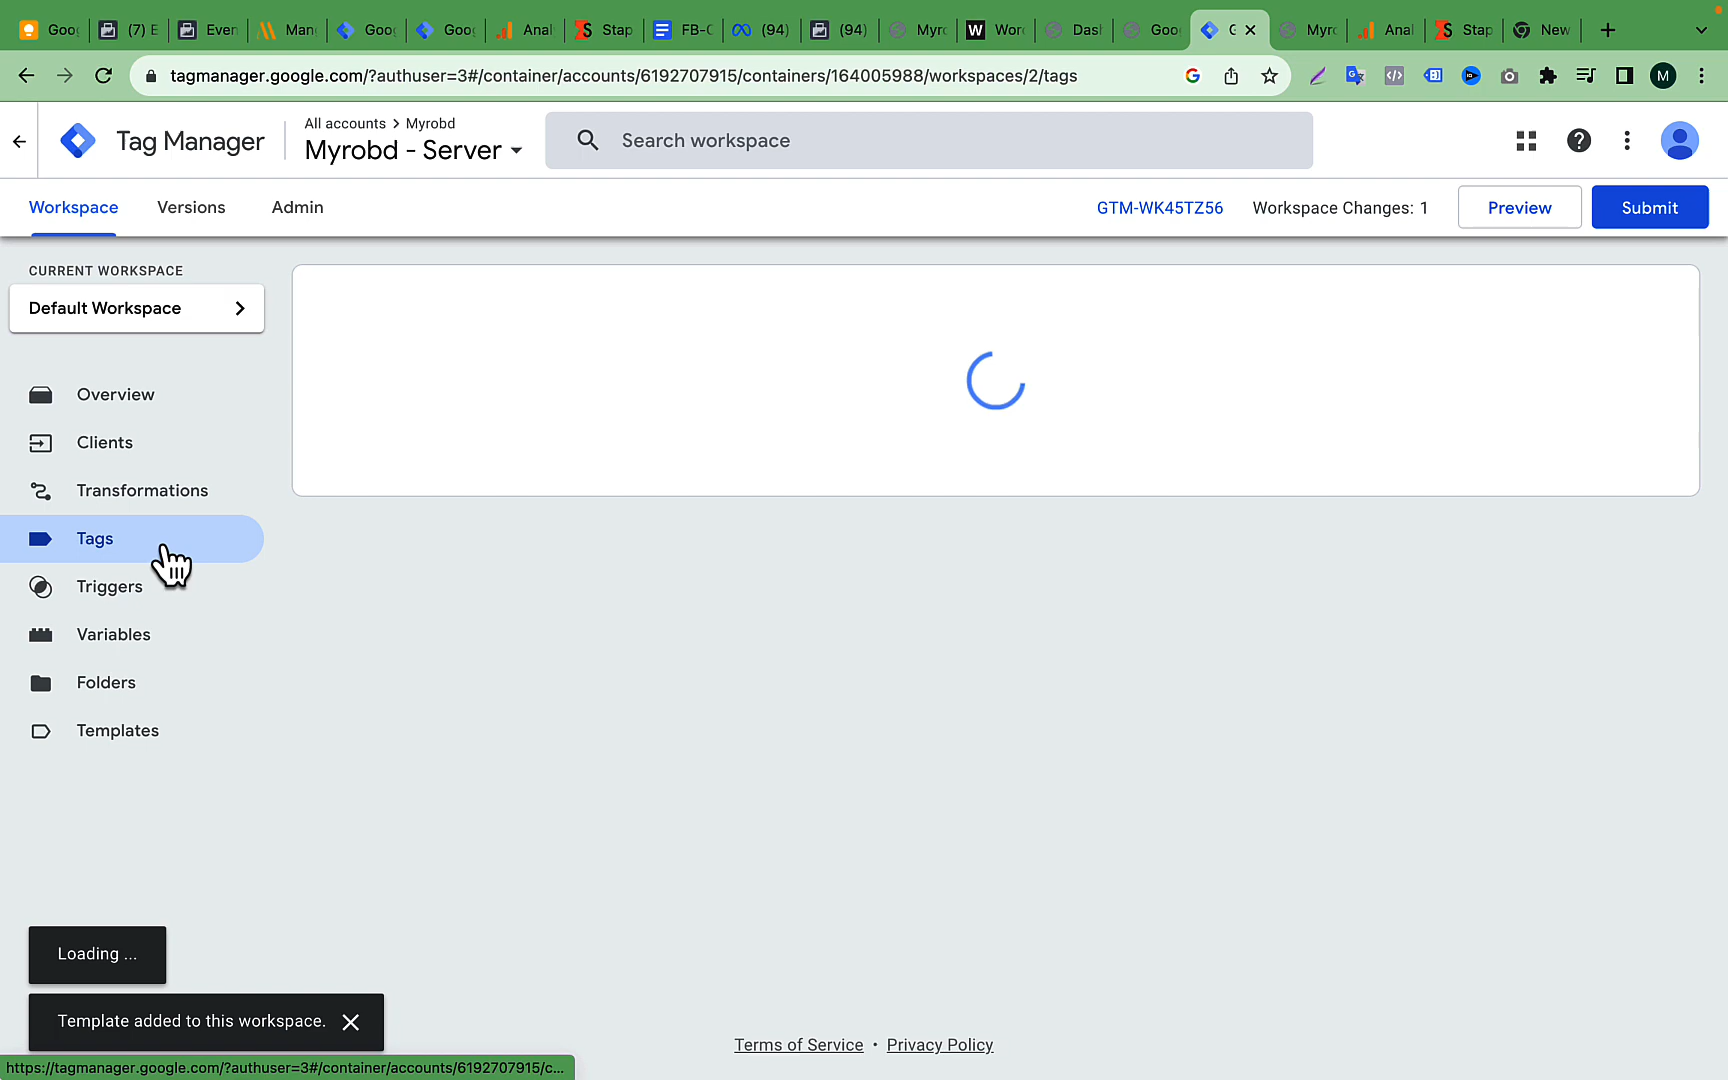 Goo
(7) E
Even
Man
Goo
Goo
Anal
Stap
FB-C
(94)
(94)
Myro
Wor
Das
Goo
Myro
Anal
Stap
New
tagmanager.google.com/?authuser=3#/container/accounts/6192707915/containers/164005988/workspaces/2/tags
M
Tag Manager
All accounts > Myrobd
Myrobd - Server
Search workspace
Workspace
Versions
Admin
GTM-WK45TZ56
Workspace Changes: 1
Preview
Submit
CURRENT WORKSPACE
Default Workspace
Overview
Clients
Transformations
Tags
Triggers
Variables
Folders
Templates
Loading ...
Template added to this workspace.
Terms of Service • Privacy Policy
https://tagmanager.google.com/?authuser=3#/container/accounts/6192707915/c...